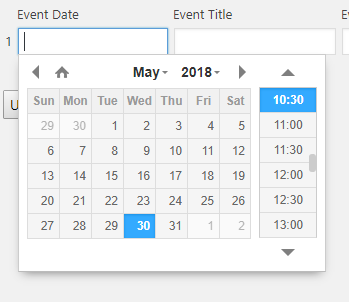 Event Date Event Title E
1
May 2018
Sun Mon Tue Wed Thu Fri Sat
29 30 1 2 3 4 5
6 7 8 9 10 11 12
13 14 15 16 17 18 19
20 21 22 23 24 25 26
27 28 29 30 31 1 2
10:30
11:00
11:30
12:00
12:30
13:00
U